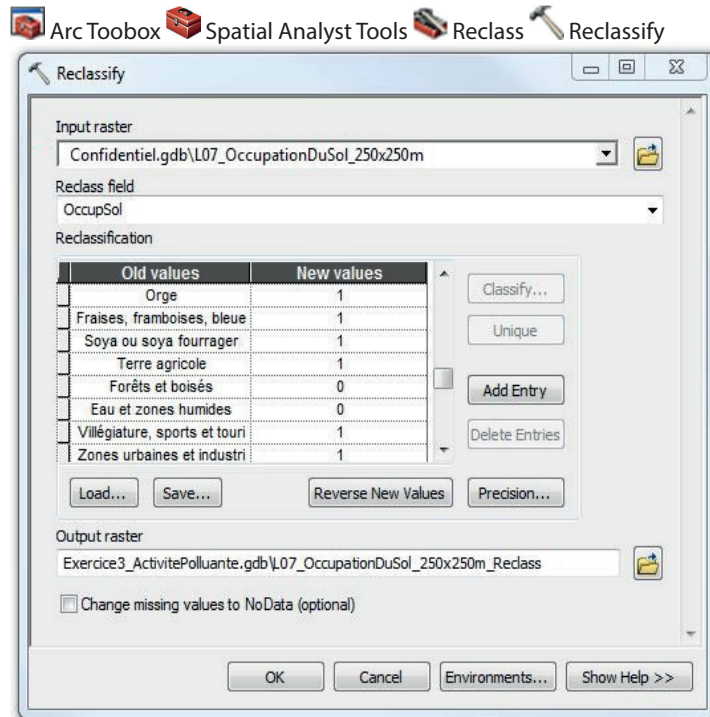 Arc Toobox Spatial Analyst Tools Reclass Reclassify
Reclassify
Input raster
Confidentiel.gdb\L07_OccupationDuSol_250x250m
Reclass field
OccupSol
Reclassification
Old values New values
Orge 1
Fraises, framboises, bleue 1
Soya ou soya fourrager 1
Terre agricole 1
Forêts et boisés 0
Eau et zones humides 0
Villégiature, sports et touri 1
Zones urbaines et industri 1
Classify...
Unique
Add Entry
Delete Entries
Load... Save... Reverse New Values Precision...
Output raster
Exercice3_ActivitePolluante.gdb\L07_OccupationDuSol_250x250m_Reclass
Change missing values to NoData (optional)
OK Cancel Environments... Show Help >>